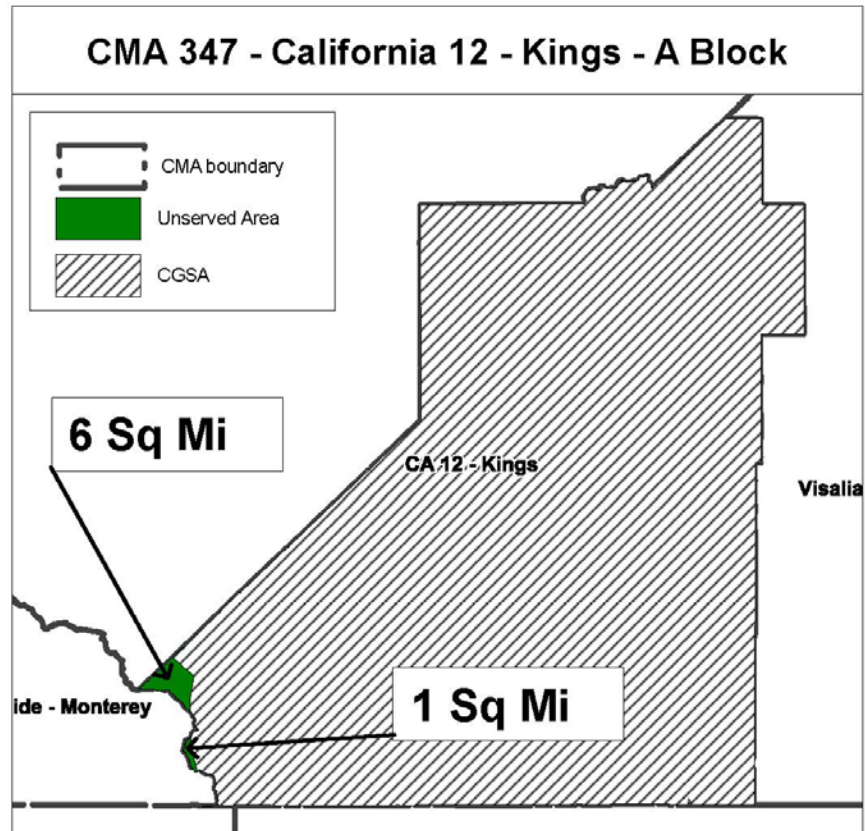 CMA 347 - California 12 - Kings - A Block
CMA boundary
Unserved Area
CGSA
6 Sq Mi
CA 12 - Kings
Visalia
ide - Monterey
1 Sq Mi